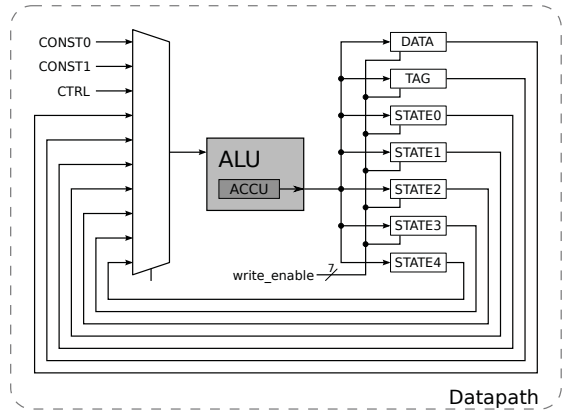 CONST0
CONST1
CTRL
ALU
ACCU
DATA
TAG
STATE0
STATE1
STATE2
STATE3
STATE4
write_enable
7
Datapath